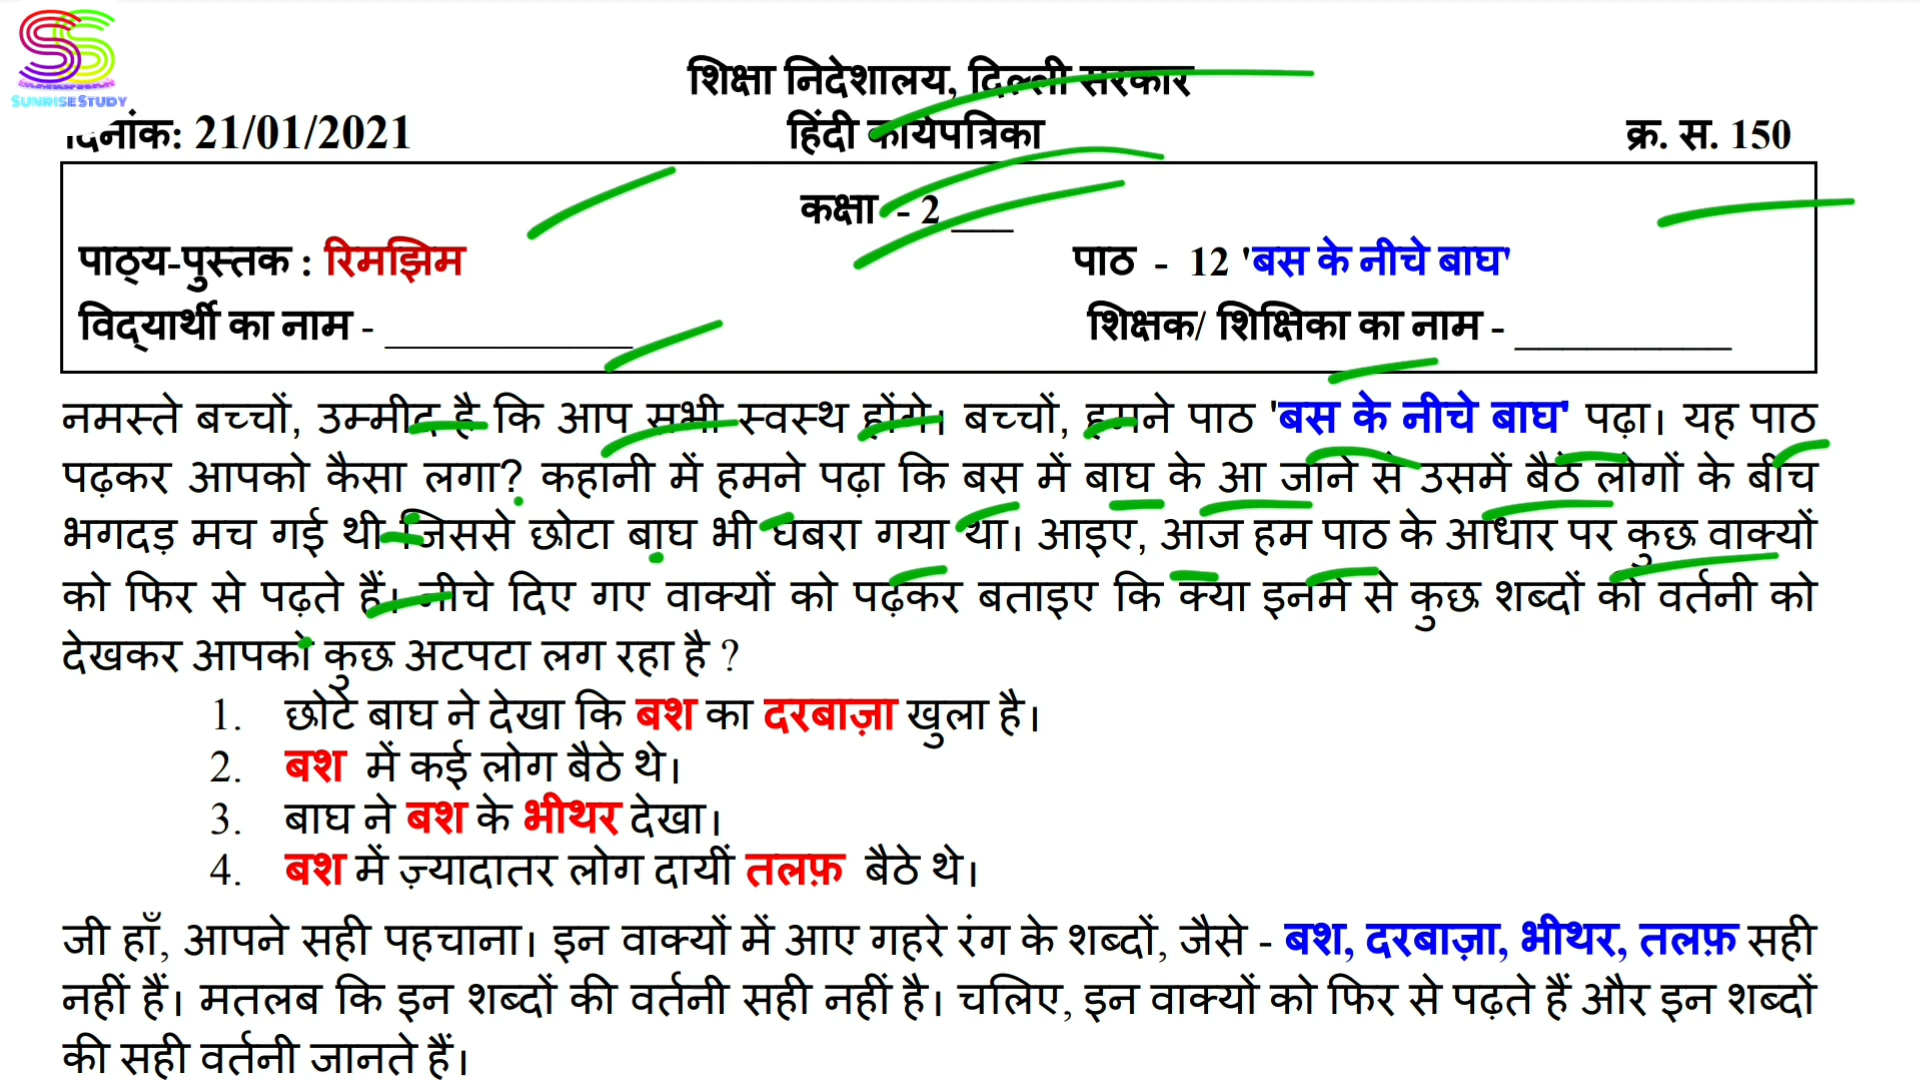 SUNRISESTUDY
शिक्षा निदेशालय, दिल्ली सरकार
दिनांक: 21/01/2021 हिंदी कार्यपत्रिका क्र. स. 150
कक्षा - 2___
पाठ्य-पुस्तक : रिमझिम पाठ - 12 'बस के नीचे बाघ'
विद्यार्थी का नाम - ____________ शिक्षक/ शिक्षिका का नाम - _________
नमस्ते बच्चों, उम्मीद है कि आप सभी स्वस्थ होंगे। बच्चों, हमने पाठ 'बस के नीचे बाघ' पढ़ा। यह पाठ
पढ़कर आपको कैसा लगा? कहानी में हमने पढ़ा कि बस में बाघ के आ जाने से उसमें बैठे लोगों के बीच
भगदड़ मच गई थी जिससे छोटा बाघ भी घबरा गया था। आइए, आज हम पाठ के आधार पर कुछ वाक्यों
को फिर से पढ़ते हैं। नीचे दिए गए वाक्यों को पढ़कर बताइए कि क्या इनमें से कुछ शब्दों की वर्तनी को
देखकर आपको कुछ अटपटा लग रहा है ?
1. छोटे बाघ ने देखा कि बश का दरबाज़ा खुला है।
2. बश में कई लोग बैठे थे।
3. बाघ ने बश के भीथर देखा।
4. बश में ज़्यादातर लोग दायीं तलफ़ बैठे थे।
जी हाँ, आपने सही पहचाना। इन वाक्यों में आए गहरे रंग के शब्दों, जैसे - बश, दरबाज़ा, भीथर, तलफ़ सही
नहीं हैं। मतलब कि इन शब्दों की वर्तनी सही नहीं है। चलिए, इन वाक्यों को फिर से पढ़ते हैं और इन शब्दों
की सही वर्तनी जानते हैं।